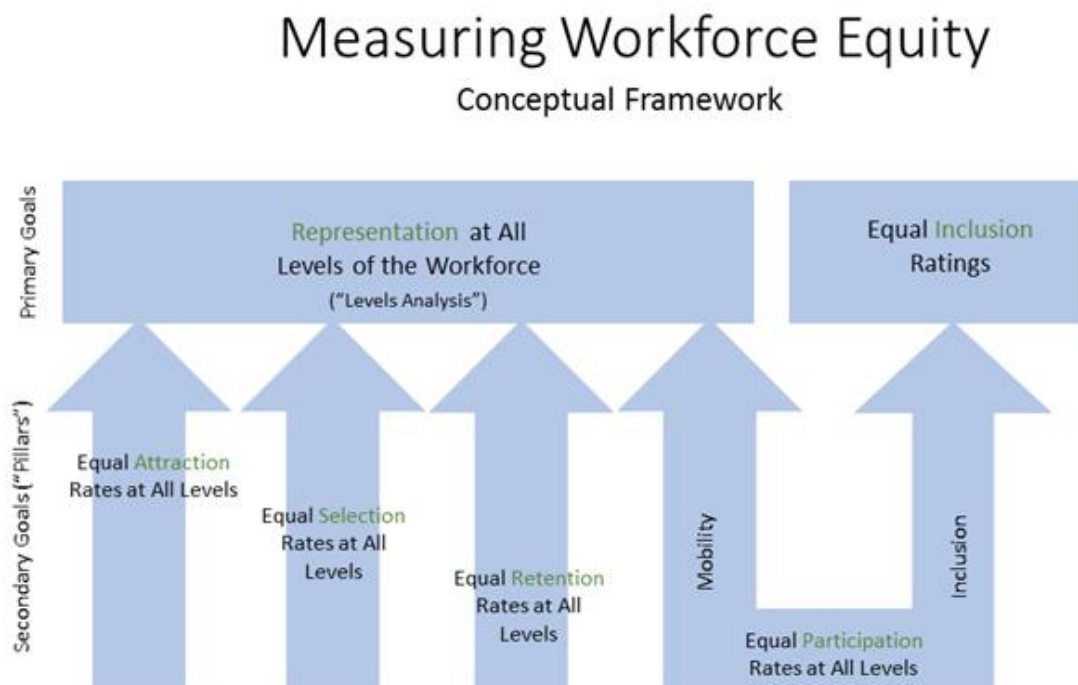 Measuring Workforce Equity
Conceptual Framework
Primary Goals
Representation at All
Levels of the Workforce
("Levels Analysis")
Equal Inclusion
Ratings
Secondary Goals ("Pillars")
Equal Attraction
Rates at All Levels
Equal Selection
Rates at All
Levels
Equal Retention
Rates at All
Levels
Mobility
Inclusion
Equal Participation
Rates at All Levels